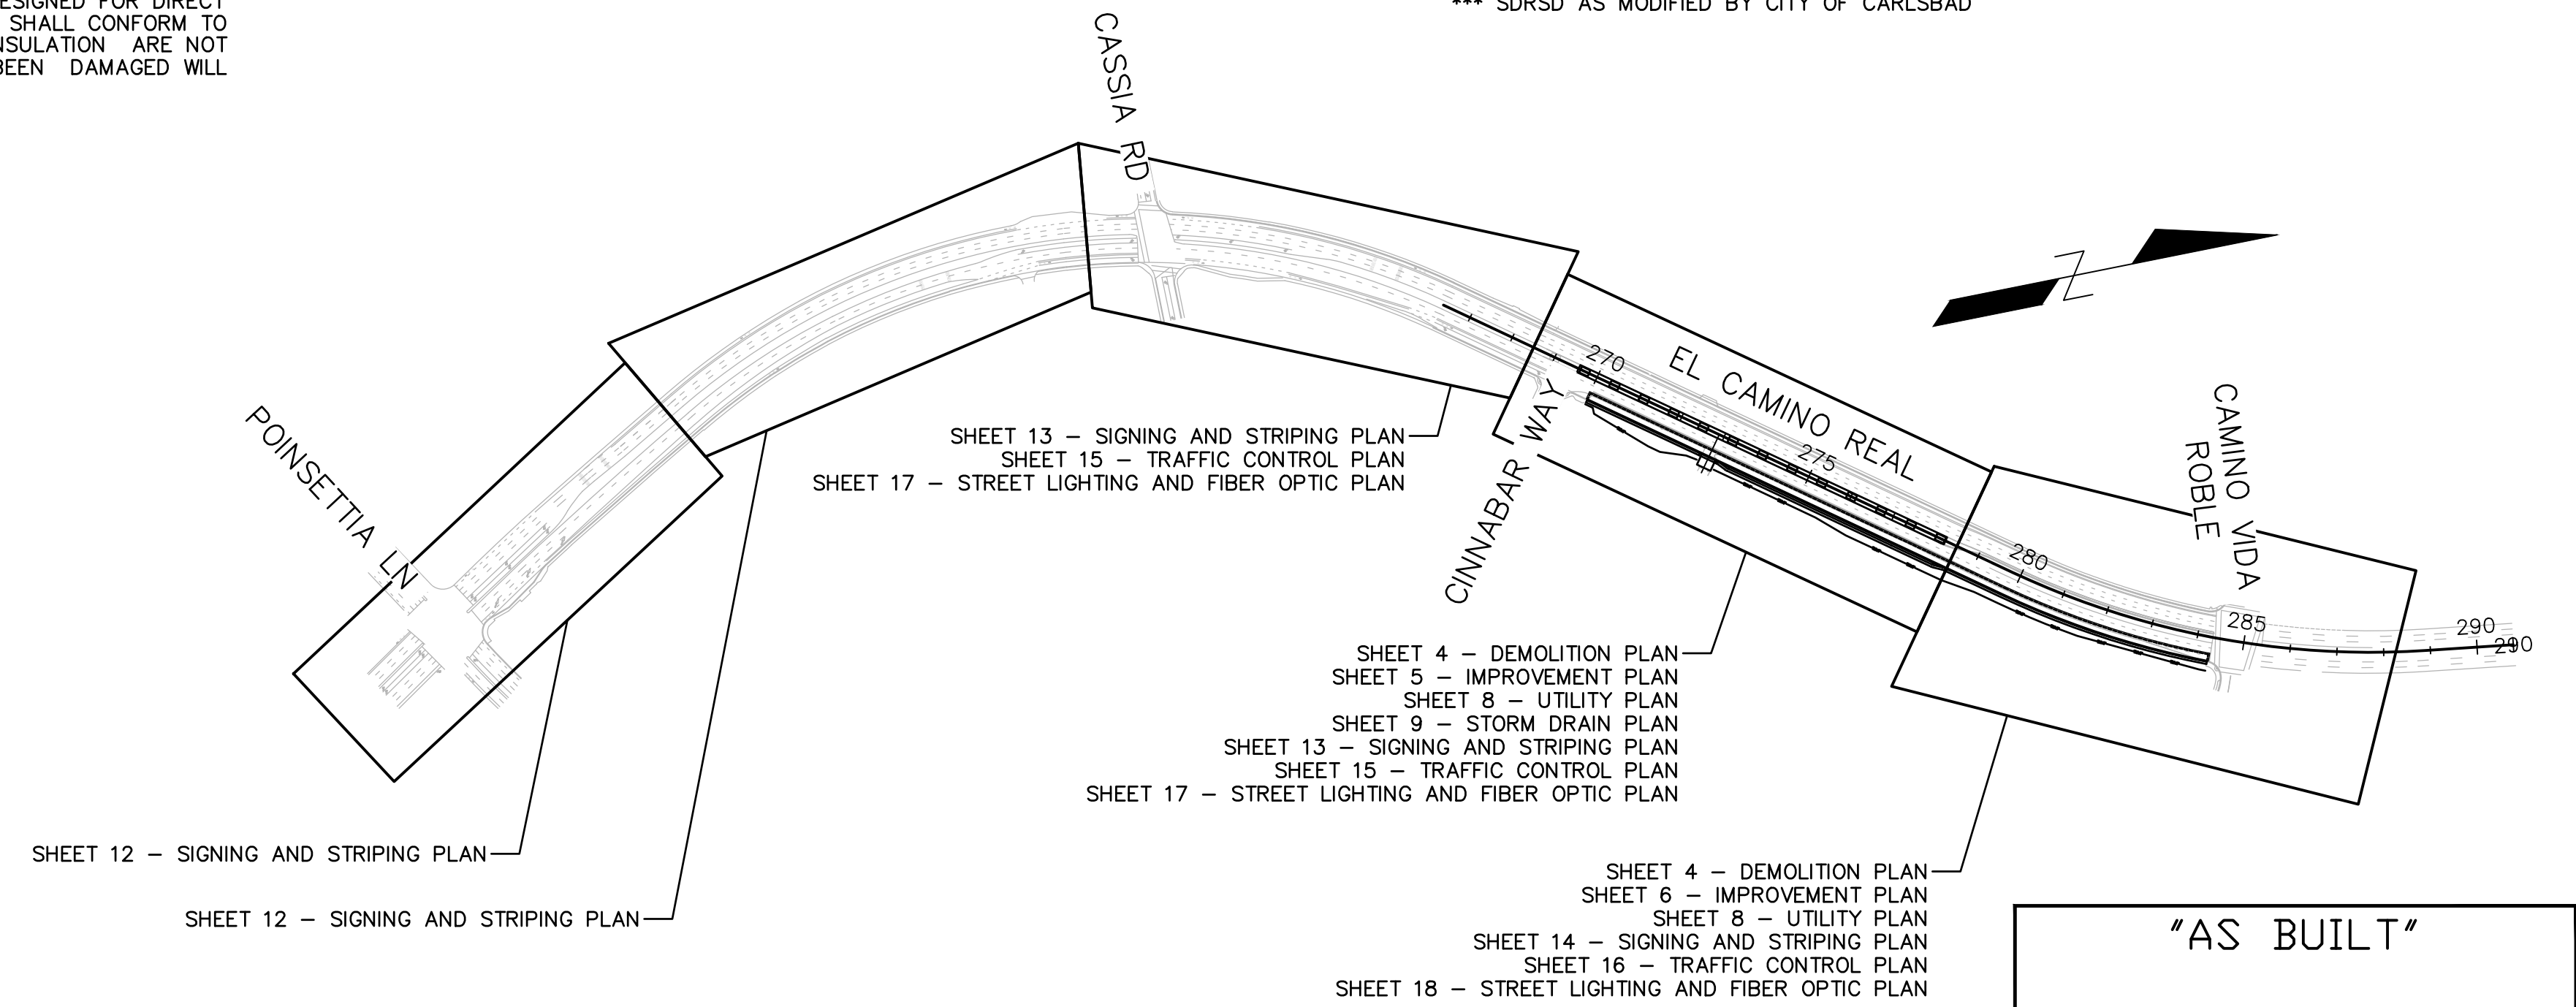 ESIGNED FOR DIRECT
SHALL CONFORM TO
NSULATION ARE NOT
BEEN DAMAGED WILL
*** SDRSD AS MODIFIED BY CITY OF CARLSBAD
CASSIA RD
POINSETTIA LN
CINNABAR WAY
EL CAMINO REAL
CAMINO VIDA
ROBLE
270
275
280
285
290
290
Z
SHEET 13 – SIGNING AND STRIPING PLAN
SHEET 15 – TRAFFIC CONTROL PLAN
SHEET 17 – STREET LIGHTING AND FIBER OPTIC PLAN
SHEET 4 – DEMOLITION PLAN
SHEET 5 – IMPROVEMENT PLAN
SHEET 8 – UTILITY PLAN
SHEET 9 – STORM DRAIN PLAN
SHEET 13 – SIGNING AND STRIPING PLAN
SHEET 15 – TRAFFIC CONTROL PLAN
SHEET 17 – STREET LIGHTING AND FIBER OPTIC PLAN
SHEET 12 – SIGNING AND STRIPING PLAN
SHEET 12 – SIGNING AND STRIPING PLAN
SHEET 4 – DEMOLITION PLAN
SHEET 6 – IMPROVEMENT PLAN
SHEET 8 – UTILITY PLAN
SHEET 14 – SIGNING AND STRIPING PLAN
SHEET 16 – TRAFFIC CONTROL PLAN
SHEET 18 – STREET LIGHTING AND FIBER OPTIC PLAN
"AS BUILT"